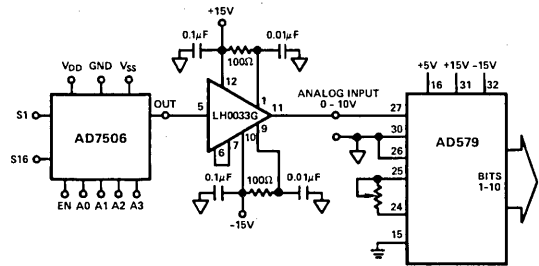 +15V
0.1µF
100Ω
0.01µF
VDD GND VSS
12
OUT
5
LH0033G
1
11
ANALOG INPUT
0 - 10V
+5V +15V -15V
16 31 32
S1
AD7506
S16
10
9
6
7
27
30
26
AD579
25
BITS
1-10
24
15
EN A0 A1 A2 A3
0.1µF
100Ω
0.01µF
-15V